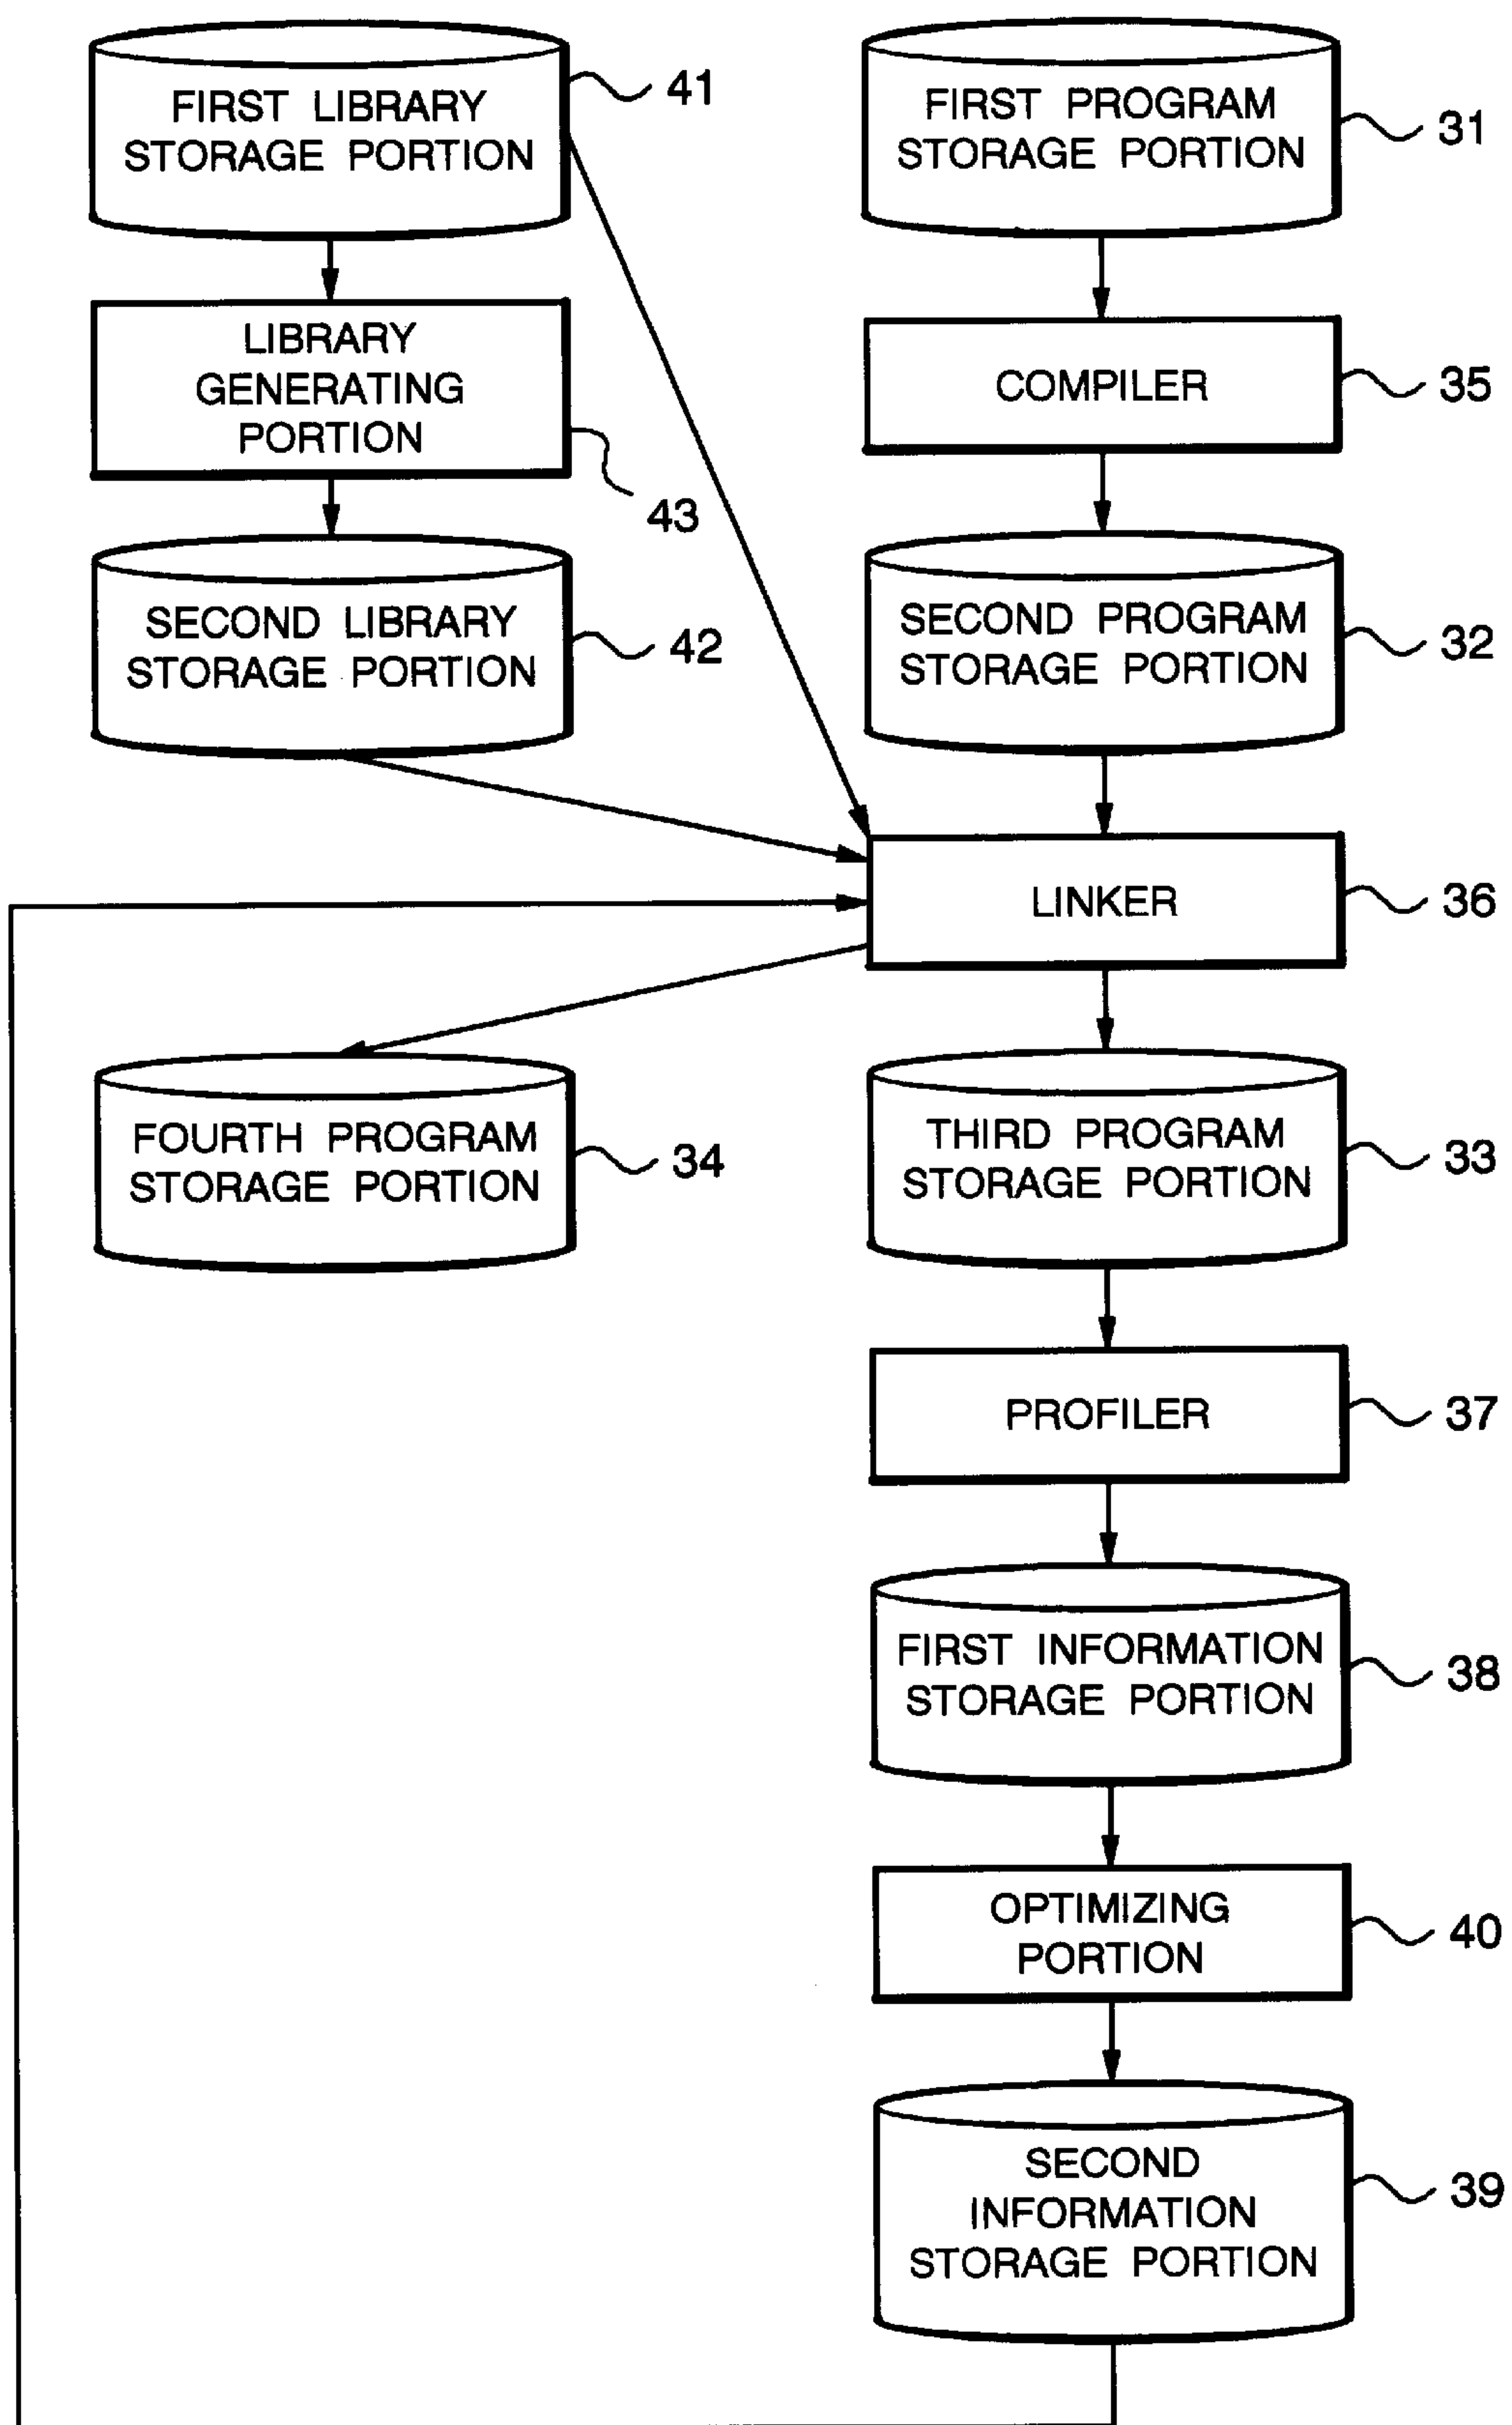 FIRST LIBRARY
STORAGE PORTION
41
FIRST PROGRAM
STORAGE PORTION
31
LIBRARY
GENERATING
PORTION
43
COMPILER
35
SECOND LIBRARY
STORAGE PORTION
42
SECOND PROGRAM
STORAGE PORTION
32
LINKER
36
FOURTH PROGRAM
STORAGE PORTION
34
THIRD PROGRAM
STORAGE PORTION
33
PROFILER
37
FIRST INFORMATION
STORAGE PORTION
38
OPTIMIZING
PORTION
40
SECOND
INFORMATION
STORAGE PORTION
39